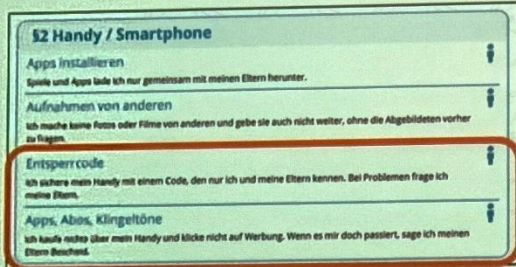 §2 Handy / Smartphone
Apps installieren
Spiele und Apps lade ich nur gemeinsam mit meinen Eltern herunter.
Aufnahmen von anderen
Ich mache keine Fotos oder Filme von anderen und gebe sie auch nicht weiter, ohne die Abgebildeten vorher
zu fragen.
Entsperrcode
Ich sichere mein Handy mit einem Code, den nur ich und meine Eltern kennen. Bei Problemen frage ich
meine Eltern.
Apps, Abos, Klingeltöne
Ich kaufe nichts über mein Handy und klicke nicht auf Werbung. Wenn es mir doch passiert, sage ich meinen
Eltern Bescheid.